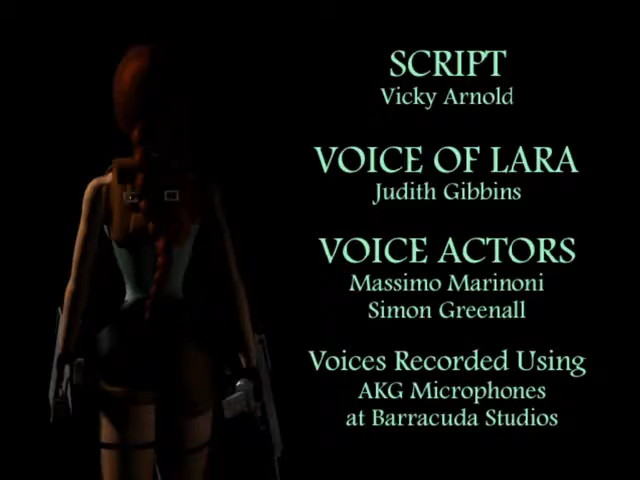 SCRIPT
Vicky Arnold
VOICE OF LARA
Judith Gibbins
VOICE ACTORS
Massimo Marinoni
Simon Greenall
Voices Recorded Using
AKG Microphones
at Barracuda Studios